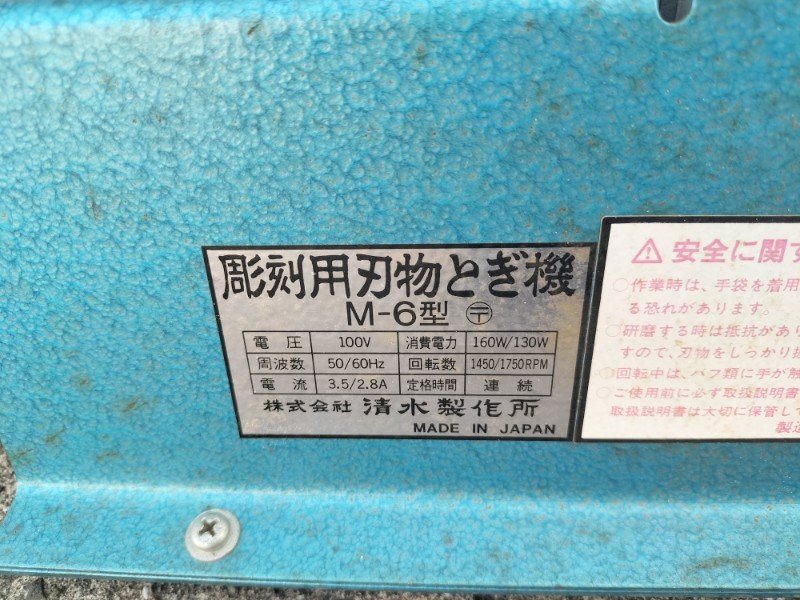 彫刻用刃物とぎ機
M-6型 〶
電圧 100V 消費電力 160W/130W
周波数 50/60Hz 回転数 1450/1750RPM
電流 3.5/2.8A 定格時間 連続
株式会社 清水製作所
MADE IN JAPAN
⚠安全に関す
○作業時は、手袋を着用
る恐れがあります。
○研磨する時は抵抗があり
すので、刃物をしっかり
○回転中は、バフ類に手が触
○ご使用前に必ず取扱説明書
取扱説明書は大切に保管して
製造